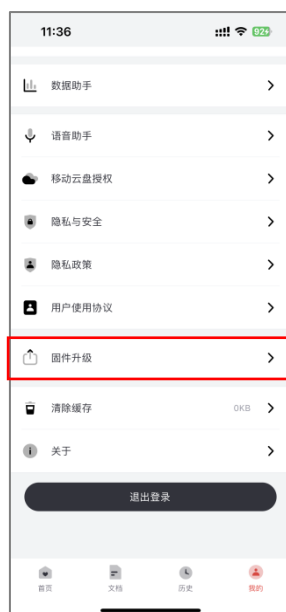 11:36
92+
数据助手
语音助手
移动云盘授权
隐私与安全
隐私政策
用户使用协议
固件升级
清除缓存 0KB
关于
退出登录
首页 文档 历史 我的